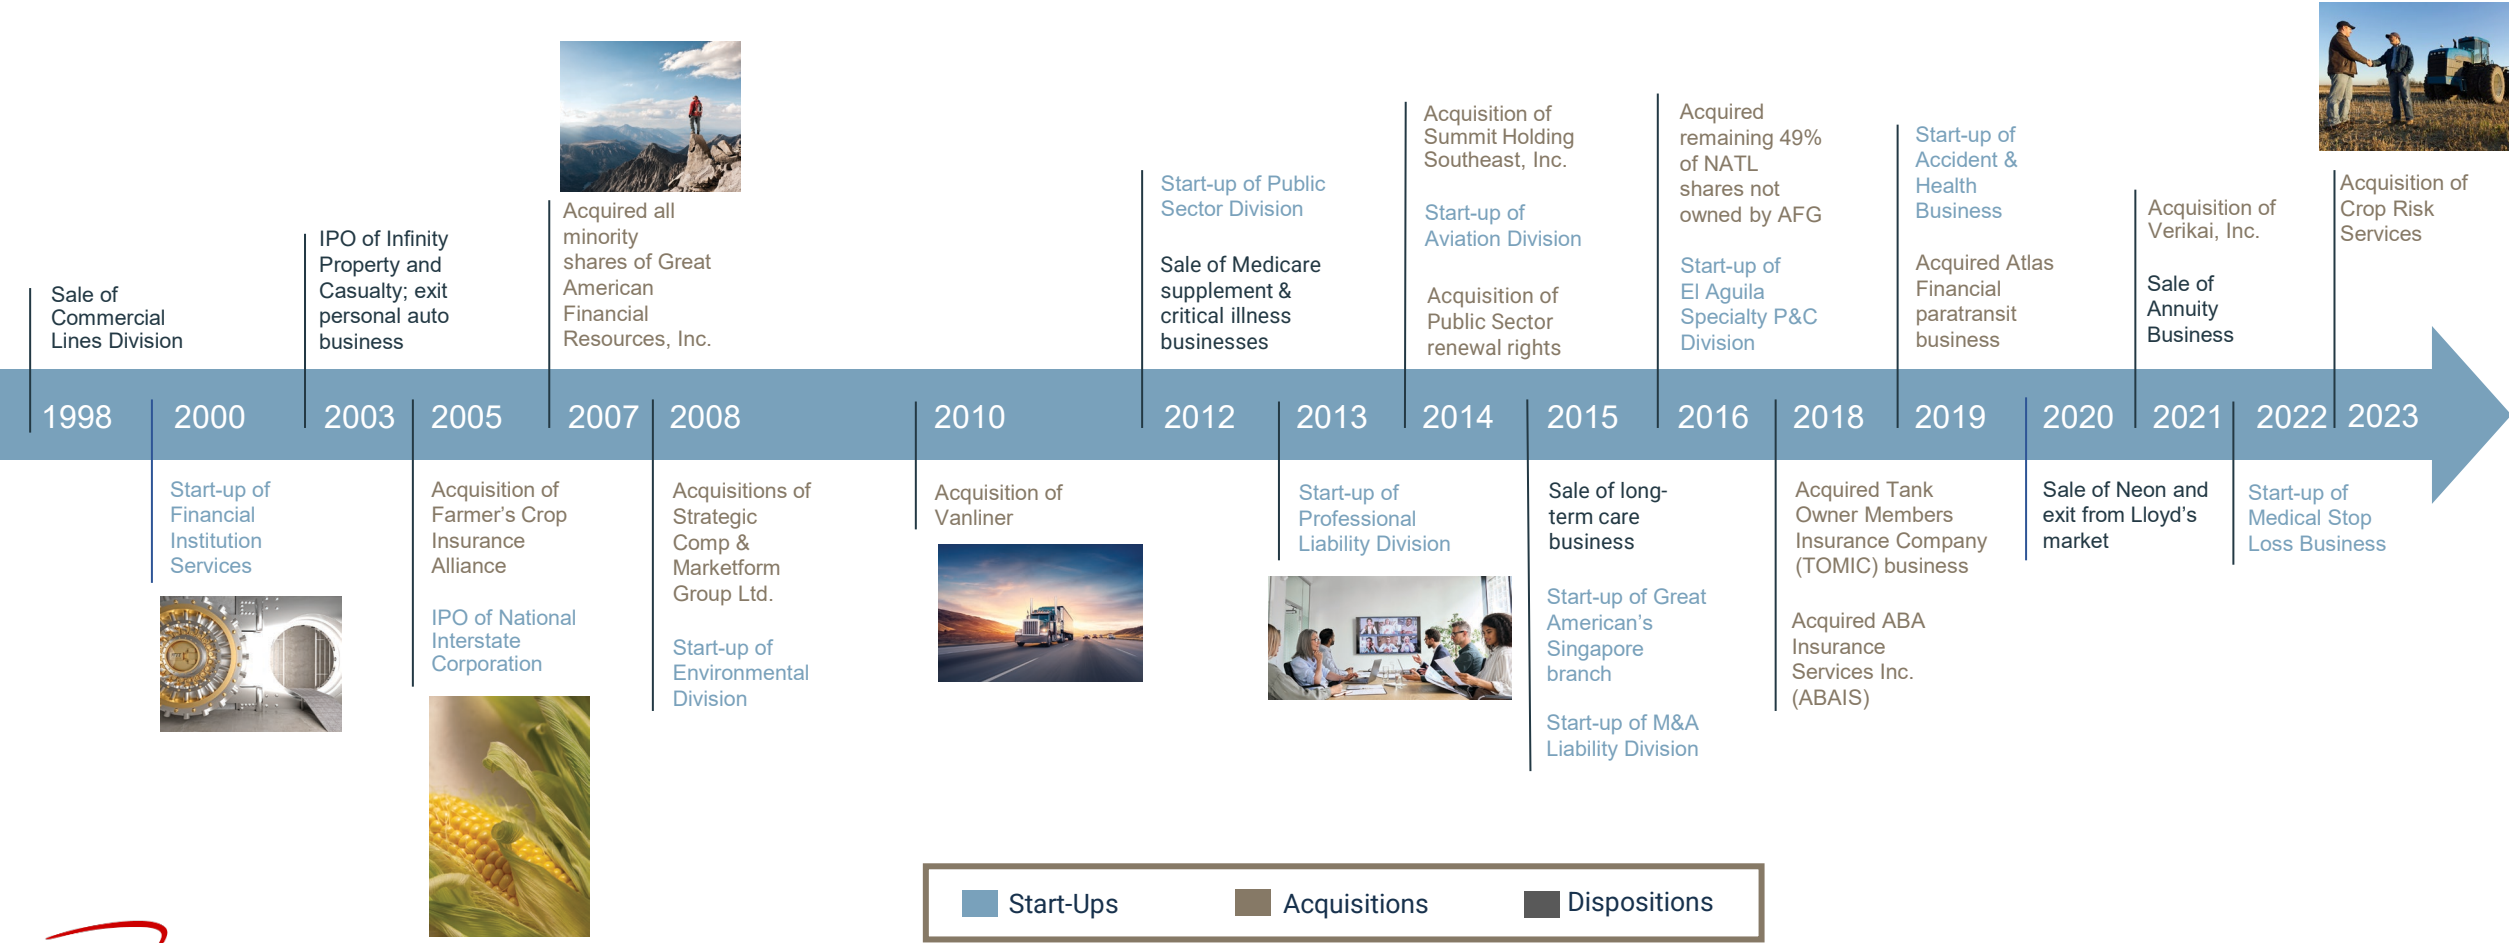 Sale of
Commercial
Lines Division
IPO of Infinity
Property and
Casualty; exit
personal auto
business
Acquired all
minority
shares of Great
American
Financial
Resources, Inc.
Start-up of Public
Sector Division
Sale of Medicare
supplement &
critical illness
businesses
Acquisition of
Summit Holding
Southeast, Inc.
Start-up of
Aviation Division
Acquisition of
Public Sector
renewal rights
Acquired
remaining 49%
of NATL
shares not
owned by AFG
Start-up of
El Aguila
Specialty P&C
Division
Start-up of
Accident &
Health
Business
Acquired Atlas
Financial
paratransit
business
Acquisition of
Verikai, Inc.
Sale of
Annuity
Business
Acquisition of
Crop Risk
Services
1998
2000
2003
2005
2007
2008
2010
2012
2013
2014
2015
2016
2018
2019
2020
2021
2022
2023
Start-up of
Financial
Institution
Services
Acquisition of
Farmer’s Crop
Insurance
Alliance
IPO of National
Interstate
Corporation
Acquisitions of
Strategic
Comp &
Marketform
Group Ltd.
Start-up of
Environmental
Division
Acquisition of
Vanliner
Start-up of
Professional
Liability Division
Sale of long-
term care
business
Start-up of Great
American’s
Singapore
branch
Start-up of M&A
Liability Division
Acquired Tank
Owner Members
Insurance Company
(TOMIC) business
Acquired ABA
Insurance
Services Inc.
(ABAIS)
Sale of Neon and
exit from Lloyd’s
market
Start-up of
Medical Stop
Loss Business
Start-Ups
Acquisitions
Dispositions